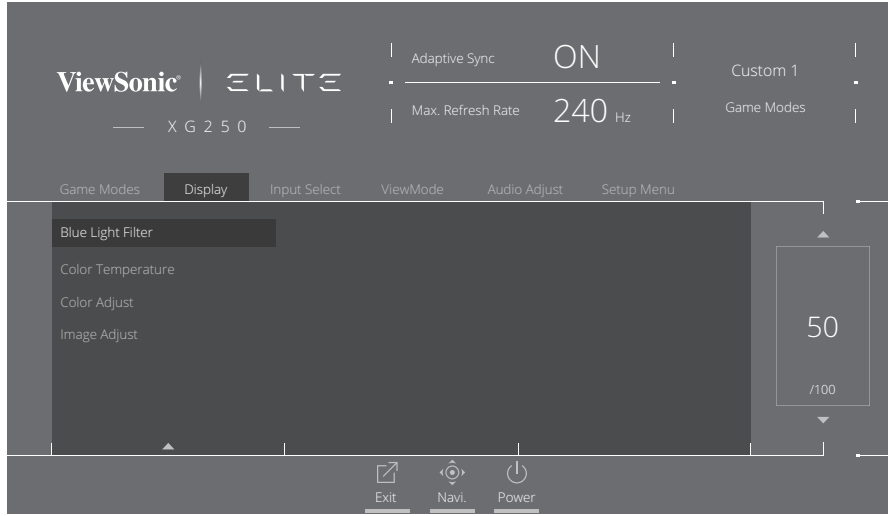 Adaptive Sync ON
ViewSonic® ELITE
Custom 1
Max. Refresh Rate 240 Hz
Game Modes
XG250
Game Modes Display Input Select ViewMode Audio Adjust Setup Menu
Blue Light Filter
Color Temperature
Color Adjust
Image Adjust
50
/100
Exit Navi. Power